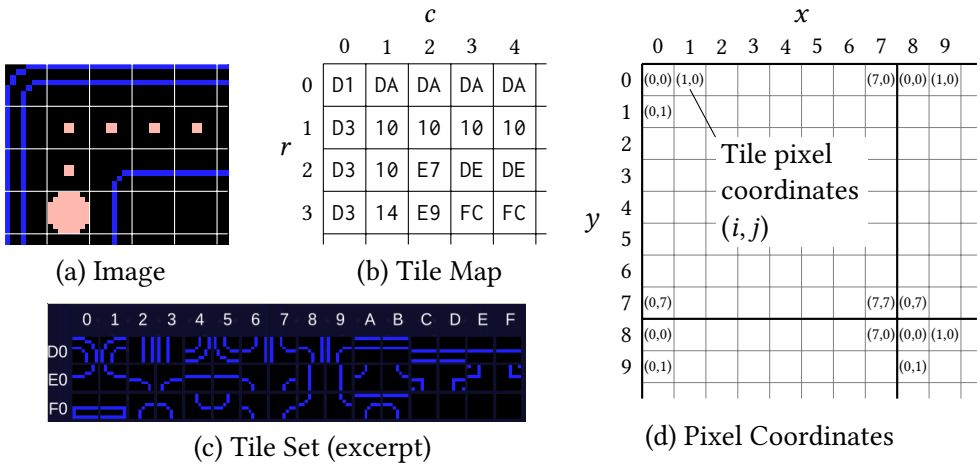 c
0 1 2 3 4
r
0 D1 DA DA DA DA
1 D3 10 10 10 10
2 D3 10 E7 DE DE
3 D3 14 E9 FC FC
(a) Image
(b) Tile Map
0 1 2 3 4 5 6 7 8 9 A B C D E F
D0
E0
F0
(c) Tile Set (excerpt)
x
0 1 2 3 4 5 6 7 8 9
y
0 (0,0) (1,0) (7,0) (0,0) (1,0)
1 (0,1)
2
3
4
5
6
7 (0,7) (7,7) (0,7)
8 (0,0) (7,0) (0,0) (1,0)
9 (0,1) (0,1)
Tile pixel
coordinates
(i, j)
(d) Pixel Coordinates